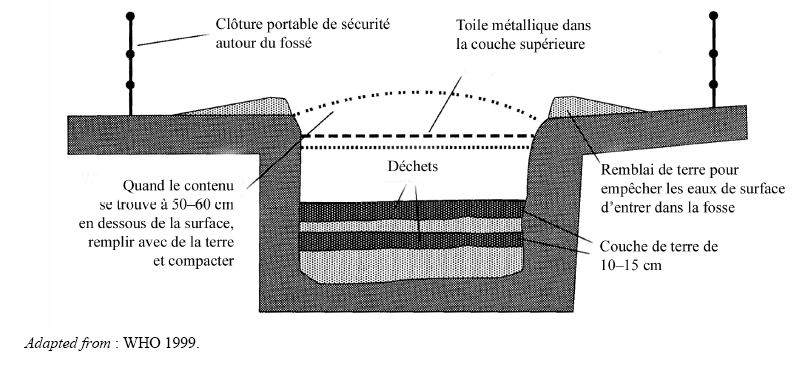 Clôture portable de sécurité
autour du fossé
Toile métallique dans
la couche supérieure
Déchets
Quand le contenu
se trouve à 50–60 cm
en dessous de la surface,
remplir avec de la terre
et compacter
Remblai de terre pour
empêcher les eaux de surface
d'entrer dans la fosse
Couche de terre de
10–15 cm
Adapted from : WHO 1999.